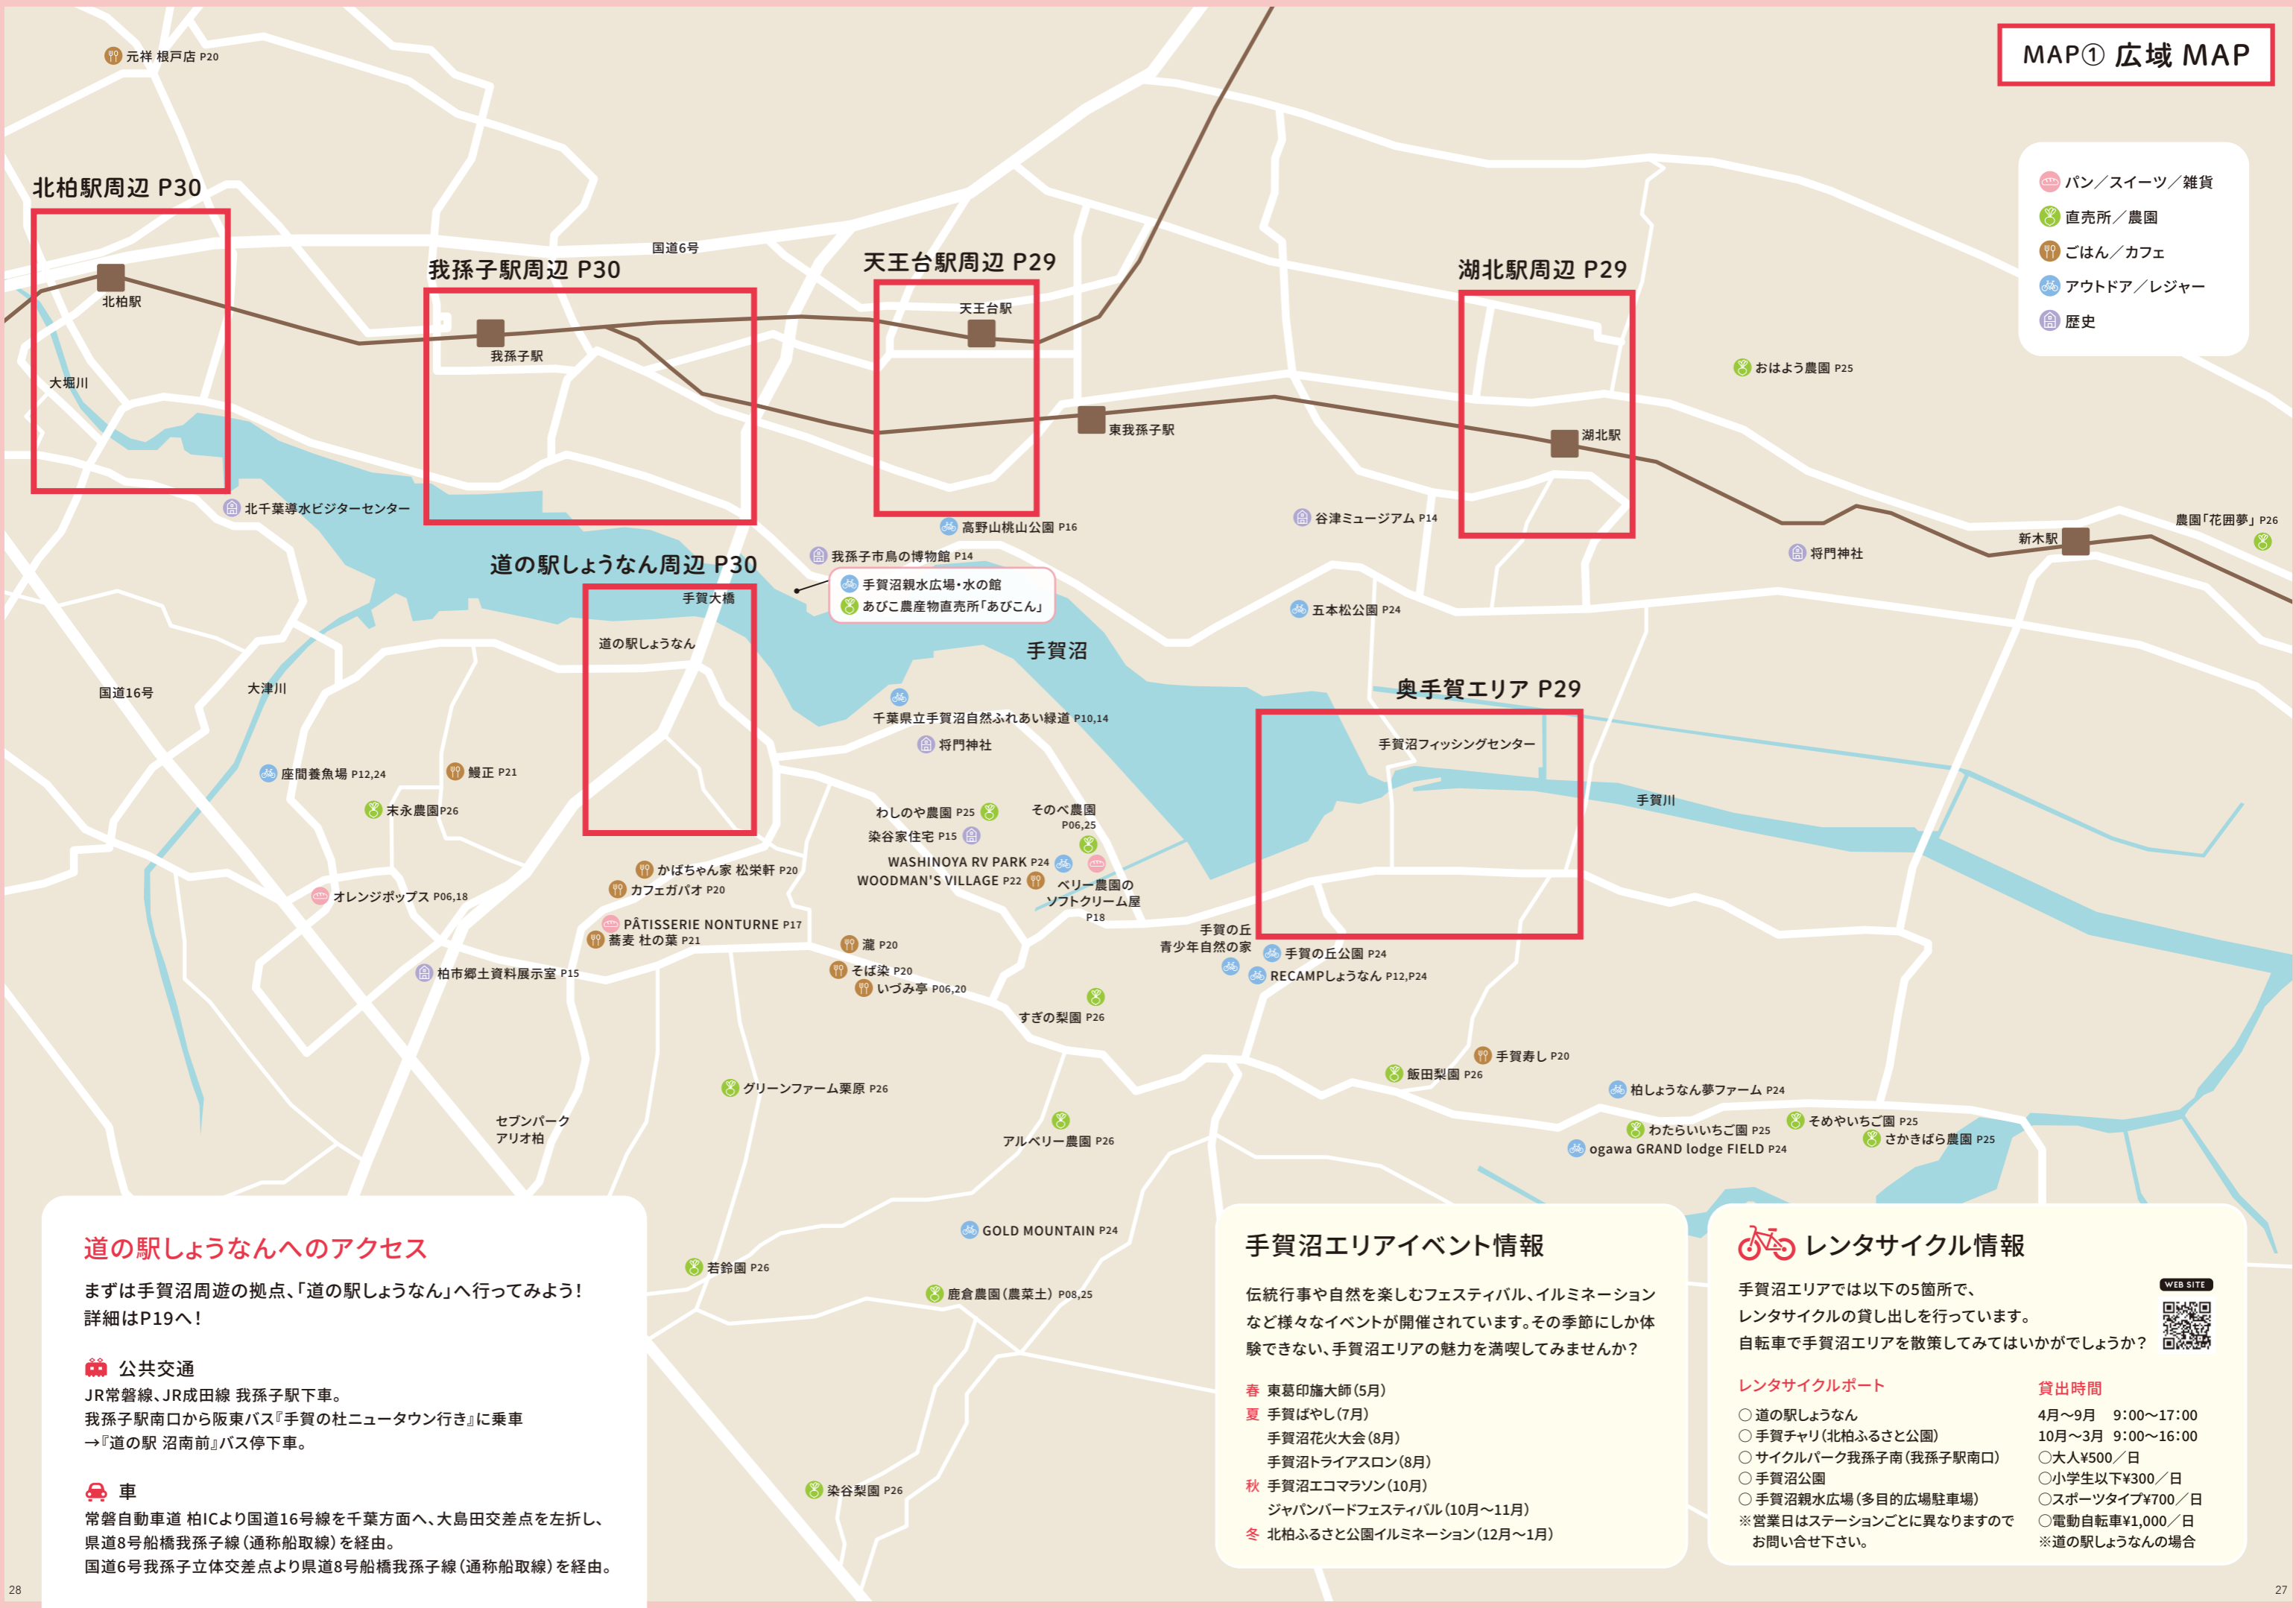 MAP① 広域 MAP
パン／スイーツ／雑貨
直売所／農園
ごはん／カフェ
アウトドア／レジャー
歴史
元祥 根戸店 P20
北柏駅周辺 P30
北柏駅
大堀川
国道6号
我孫子駅周辺 P30
我孫子駅
天王台駅周辺 P29
天王台駅
東我孫子駅
湖北駅周辺 P29
湖北駅
おはよう農園 P25
農園「花囲夢」 P26
新木駅
将門神社
谷津ミュージアム P14
五本松公園 P24
北千葉導水ビジターセンター
高野山桃山公園 P16
我孫子市鳥の博物館 P14
手賀沼親水広場・水の館
あびこ農産物直売所「あびこん」
道の駅しょうなん周辺 P30
手賀大橋
道の駅しょうなん
手賀沼
国道16号
大津川
千葉県立手賀沼自然ふれあい緑道 P10,14
将門神社
奥手賀エリア P29
手賀沼フィッシングセンター
手賀川
座間養魚場 P12,24
鰻正 P21
末永農園P26
わしのや農園 P25
染谷家住宅 P15
そのべ農園
P06,25
WASHINOYA RV PARK P24
WOODMAN'S VILLAGE P22
ベリー農園の
ソフトクリーム屋
P18
かばちゃん家 松栄軒 P20
カフェガパオ P20
オレンジポップス P06,18
PÂTISSERIE NONTURNE P17
蕎麦 杜の葉 P21
柏市郷土資料展示室 P15
瀧 P20
そば染 P20
いづみ亭 P06,20
手賀の丘
青少年自然の家
手賀の丘公園 P24
RECAMPしょうなん P12,P24
すぎの梨園 P26
手賀寿し P20
飯田梨園 P26
柏しょうなん夢ファーム P24
わたらいいちご園 P25
そめやいちご園 P25
さかきばら農園 P25
ogawa GRAND lodge FIELD P24
グリーンファーム栗原 P26
セブンパーク
アリオ柏
アルベリー農園 P26
GOLD MOUNTAIN P24
若鈴園 P26
鹿倉農園（農菜土） P08,25
染谷梨園 P26
道の駅しょうなんへのアクセス
まずは手賀沼周遊の拠点、「道の駅しょうなん」へ行ってみよう！
詳細はP19へ！
公共交通
JR常磐線、JR成田線 我孫子駅下車。
我孫子駅南口から阪東バス『手賀の杜ニュータウン行き』に乗車
→『道の駅 沼南前』バス停下車。
車
常磐自動車道 柏ICより国道16号線を千葉方面へ、大島田交差点を左折し、
県道8号船橋我孫子線（通称船取線）を経由。
国道6号我孫子立体交差点より県道8号船橋我孫子線（通称船取線）を経由。
28
手賀沼エリアイベント情報
伝統行事や自然を楽しむフェスティバル、イルミネーション
など様々なイベントが開催されています。その季節にしか体
験できない、手賀沼エリアの魅力を満喫してみませんか？
春 東葛印旛大師（5月）
夏 手賀ばやし（7月）
手賀沼花火大会（8月）
手賀沼トライアスロン（8月）
秋 手賀沼エコマラソン（10月）
ジャパンバードフェスティバル（10月〜11月）
冬 北柏ふるさと公園イルミネーション（12月〜1月）
レンタサイクル情報
手賀沼エリアでは以下の5箇所で、
レンタサイクルの貸し出しを行っています。
自転車で手賀沼エリアを散策してみてはいかがでしょうか？
WEB SITE
レンタサイクルポート
○ 道の駅しょうなん
○ 手賀チャリ（北柏ふるさと公園）
○ サイクルパーク我孫子南（我孫子駅南口）
○ 手賀沼公園
○ 手賀沼親水広場（多目的広場駐車場）
※営業日はステーションごとに異なりますので
お問い合せ下さい。
貸出時間
4月〜9月 9：00〜17：00
10月〜3月 9：00〜16：00
○大人¥500／日
○小学生以下¥300／日
○スポーツタイプ¥700／日
○電動自転車¥1,000／日
※道の駅しょうなんの場合
27